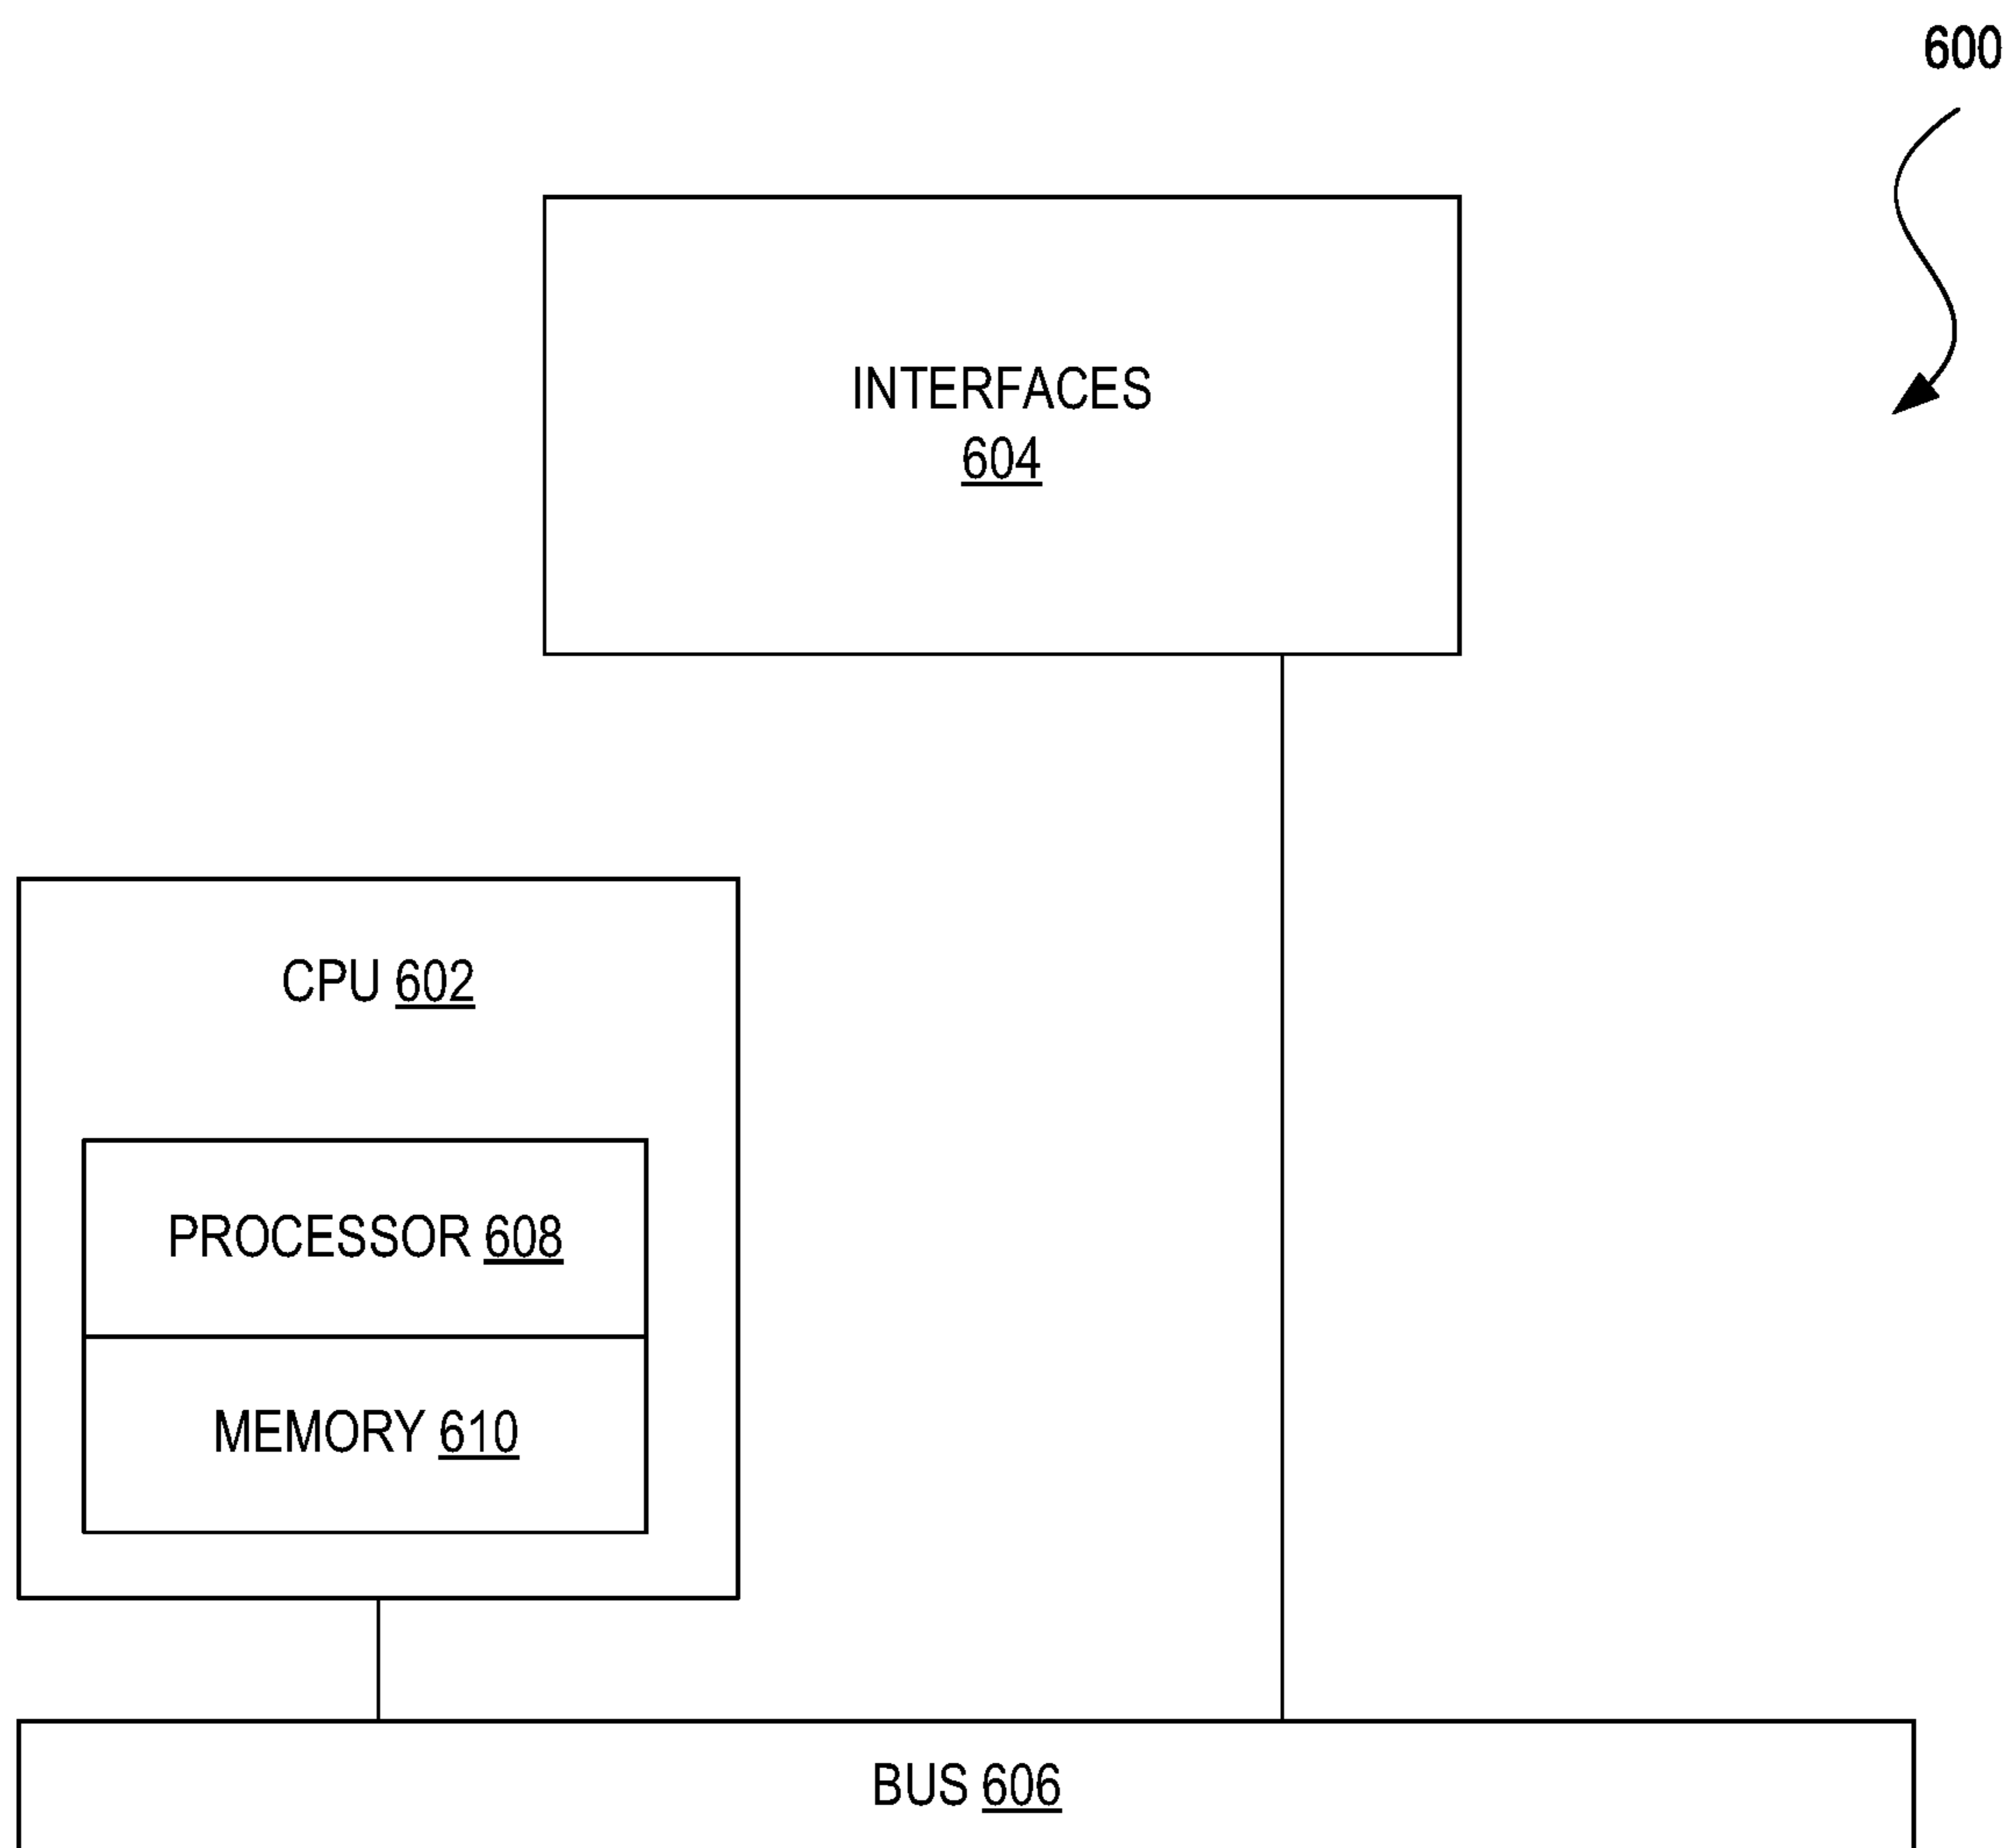 600
INTERFACES
604
CPU 602
PROCESSOR 608
MEMORY 610
BUS 606